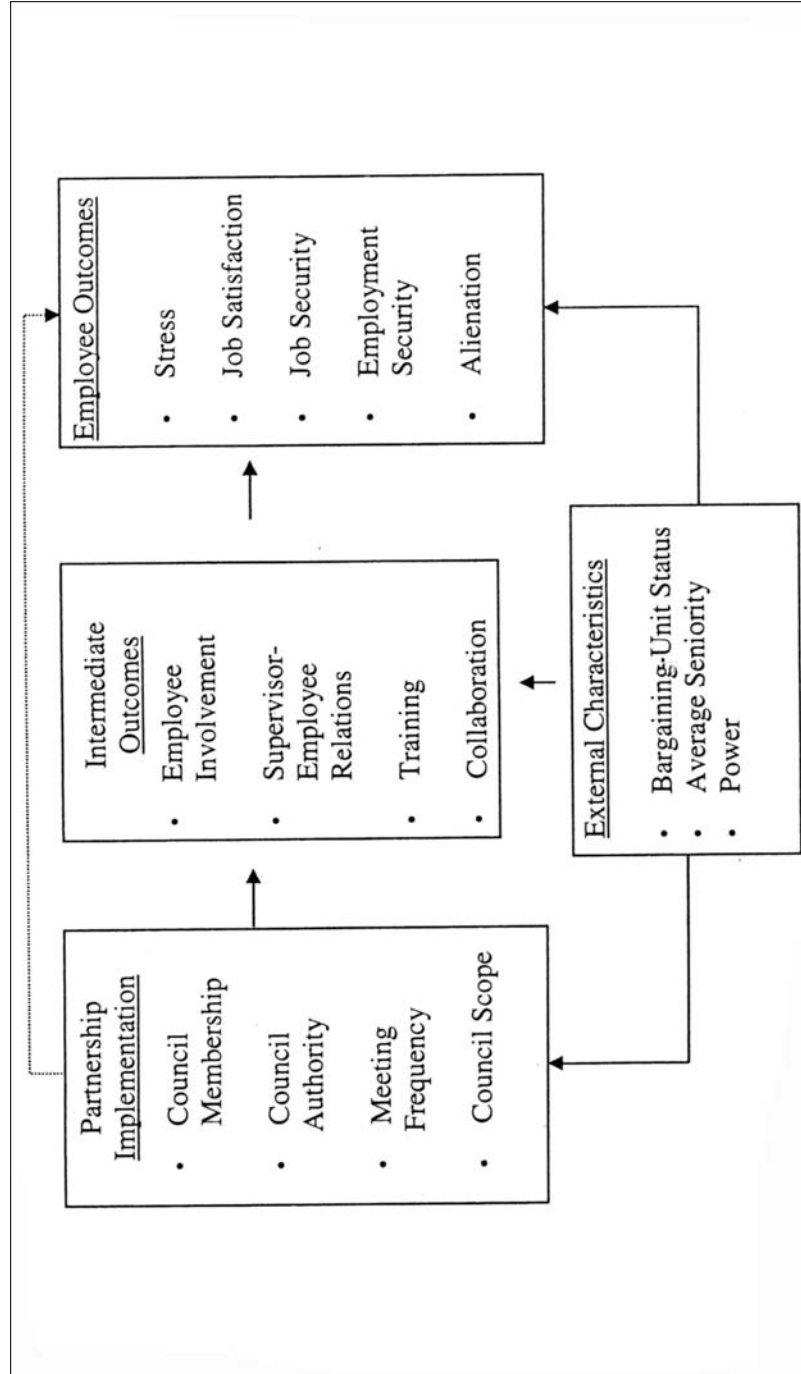 Partnership
Implementation
• Council
Membership
• Council
Authority
• Meeting
Frequency
• Council Scope
Intermediate
Outcomes
• Employee
Involvement
• Supervisor-
Employee
Relations
• Training
• Collaboration
Employee Outcomes
• Stress
• Job Satisfaction
• Job Security
• Employment
Security
• Alienation
External Characteristics
• Bargaining-Unit Status
• Average Seniority
• Power